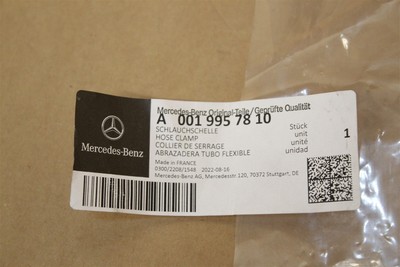 Mercedes-Benz Original-Teile/Geprüfte Qualität
A 001 995 78 10
SCHLAUCHSCHELLE
HOSE CLAMP
COLLIER DE SERRAGE
ABRAZADERA TUBO FLEXIBLE
Stück
unit
unité
unidad
1
Made in FRANCE
0300/2208/1548 2022-09-16
Mercedes-Benz AG, Mercedesstr. 120, 70372 Stuttgart, DE
Mercedes-Benz